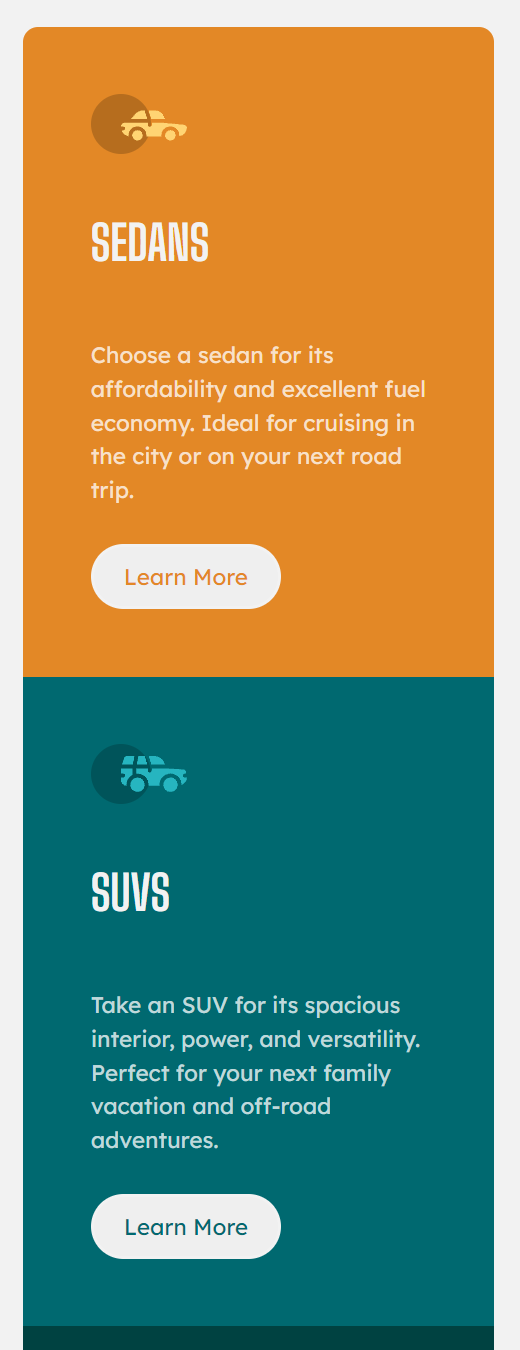 SEDANS
Choose a sedan for its
affordability and excellent fuel
economy. Ideal for cruising in
the city or on your next road
trip.
Learn More
SUVS
Take an SUV for its spacious
interior, power, and versatility.
Perfect for your next family
vacation and off-road
adventures.
Learn More